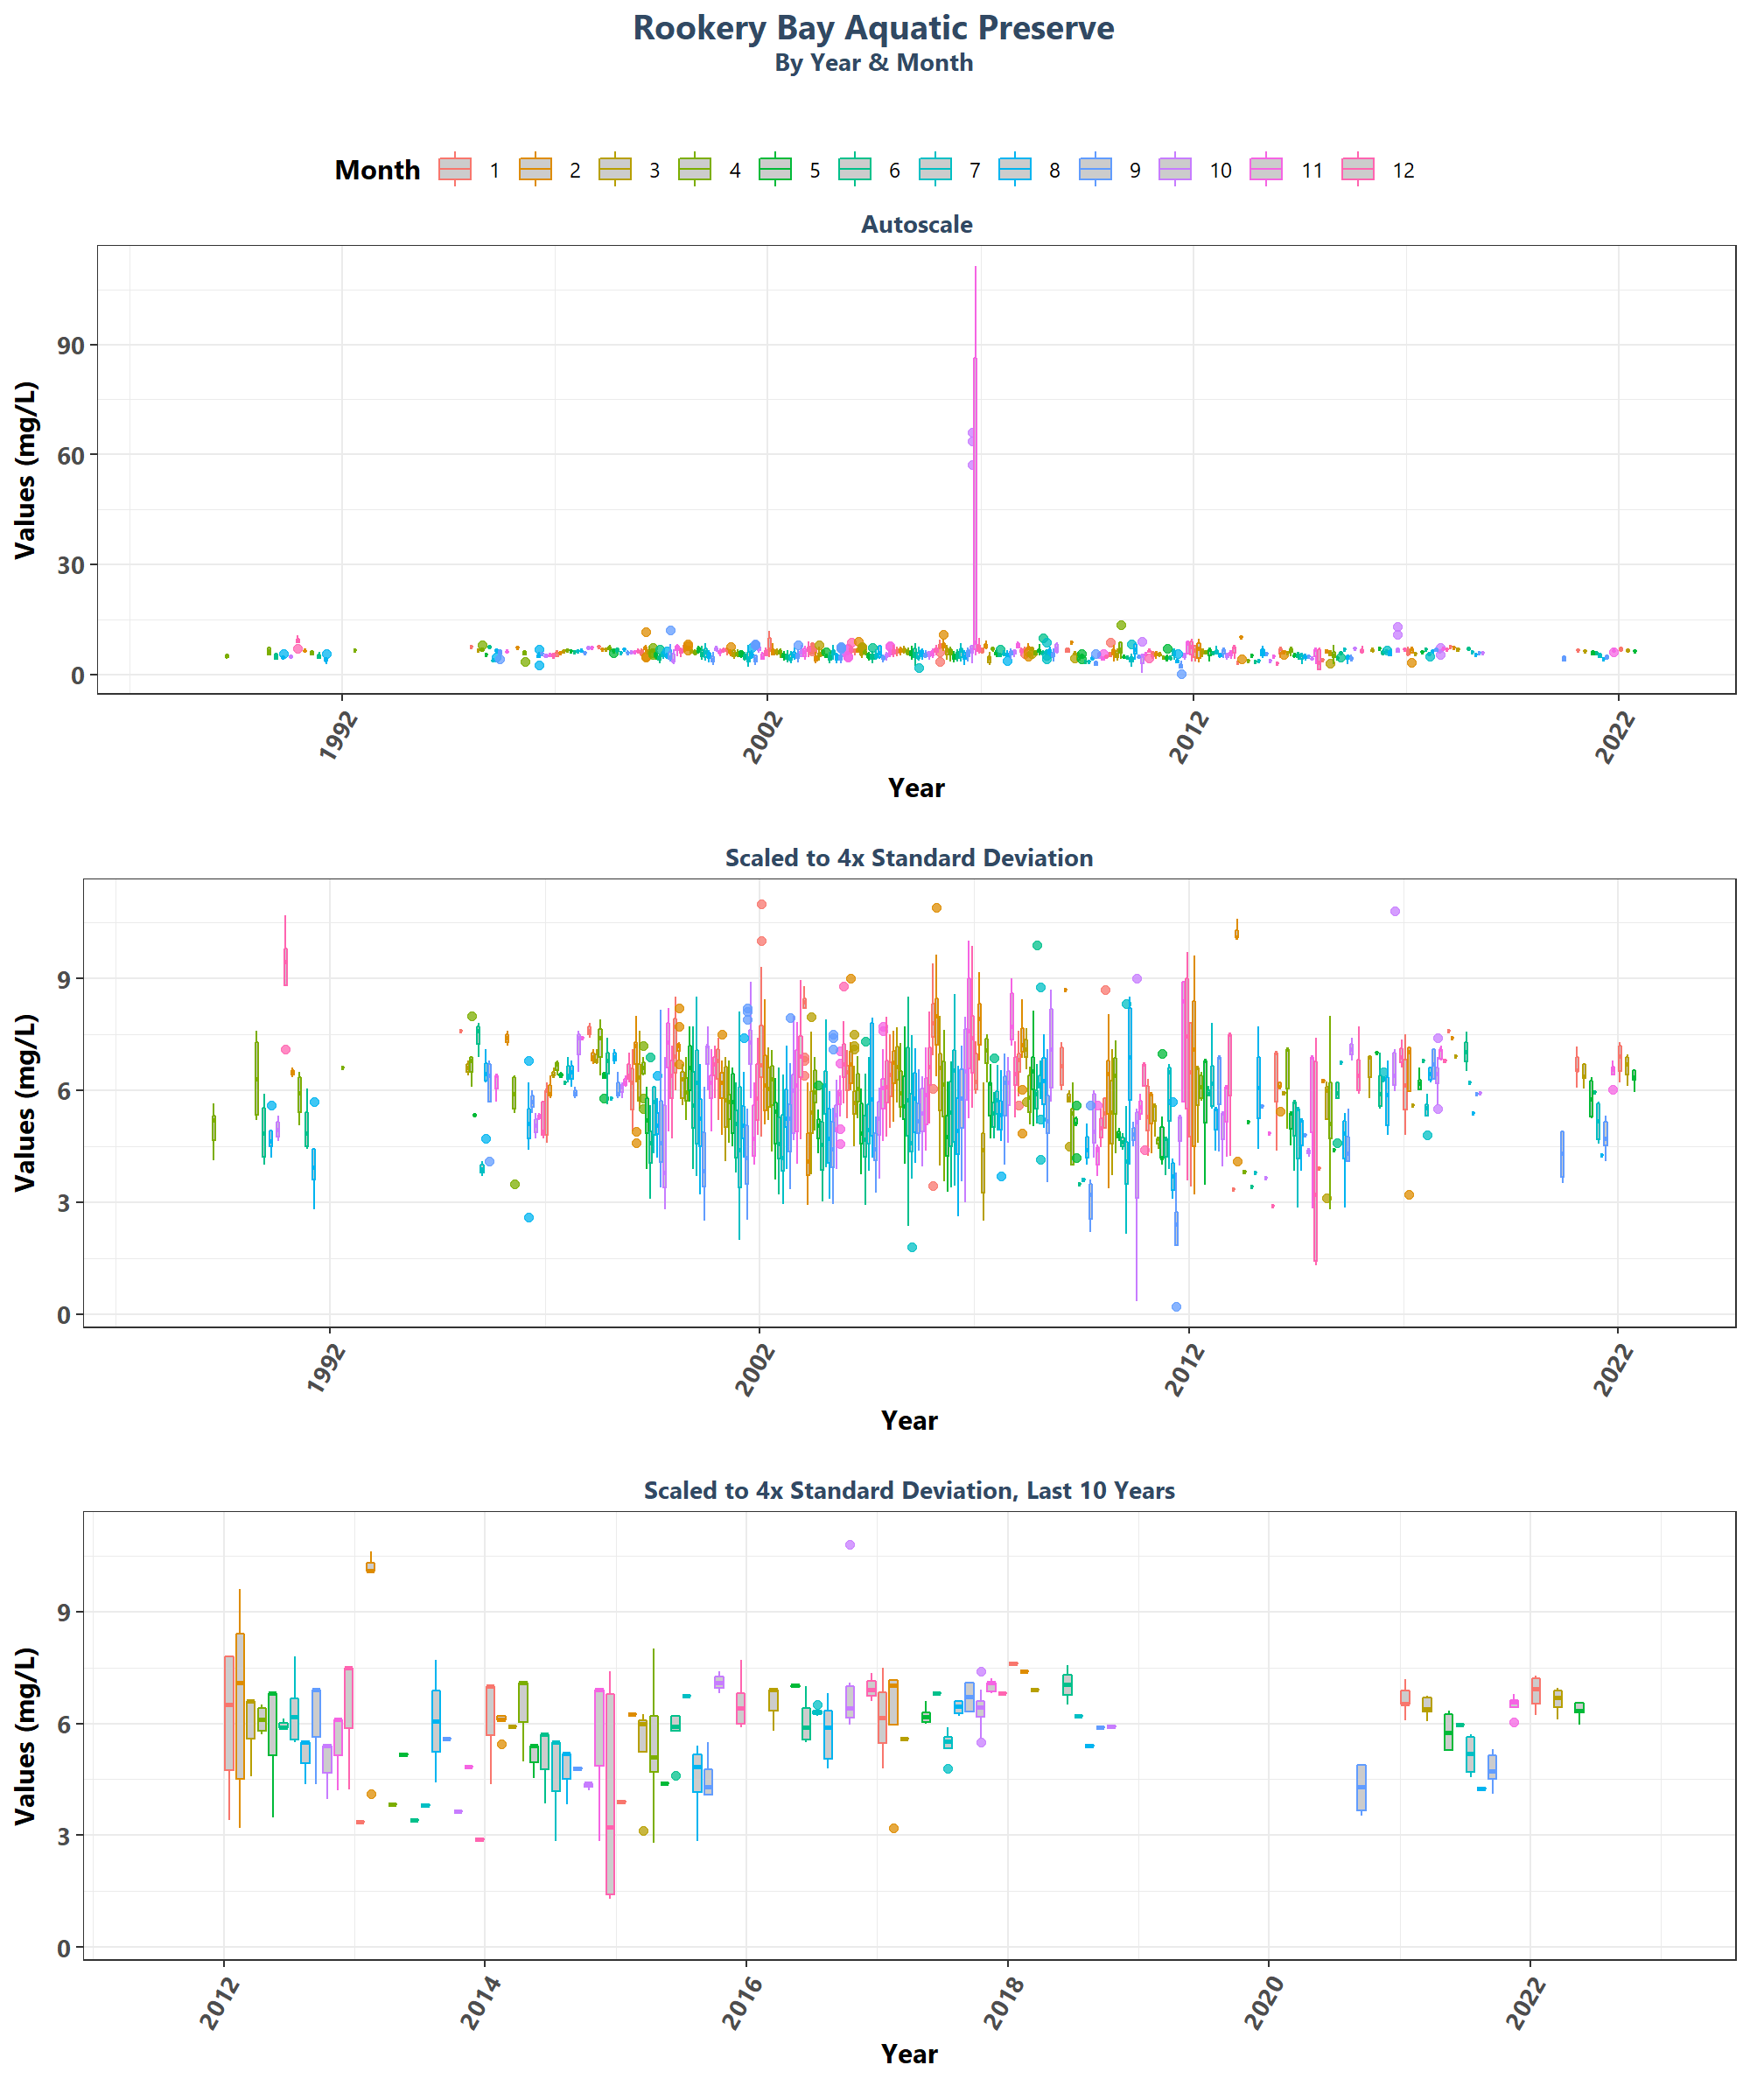 Rookery Bay Aquatic Preserve
By Year & Month
Month 1 2 3 4 5 6 7 8 9 10 11 12
Autoscale
Values (mg/L)
90
60
30
0
1992 2002 2012 2022
Year
Scaled to 4x Standard Deviation
Values (mg/L)
9
6
3
0
1992 2002 2012 2022
Year
Scaled to 4x Standard Deviation, Last 10 Years
Values (mg/L)
9
6
3
0
2012 2014 2016 2018 2020 2022
Year